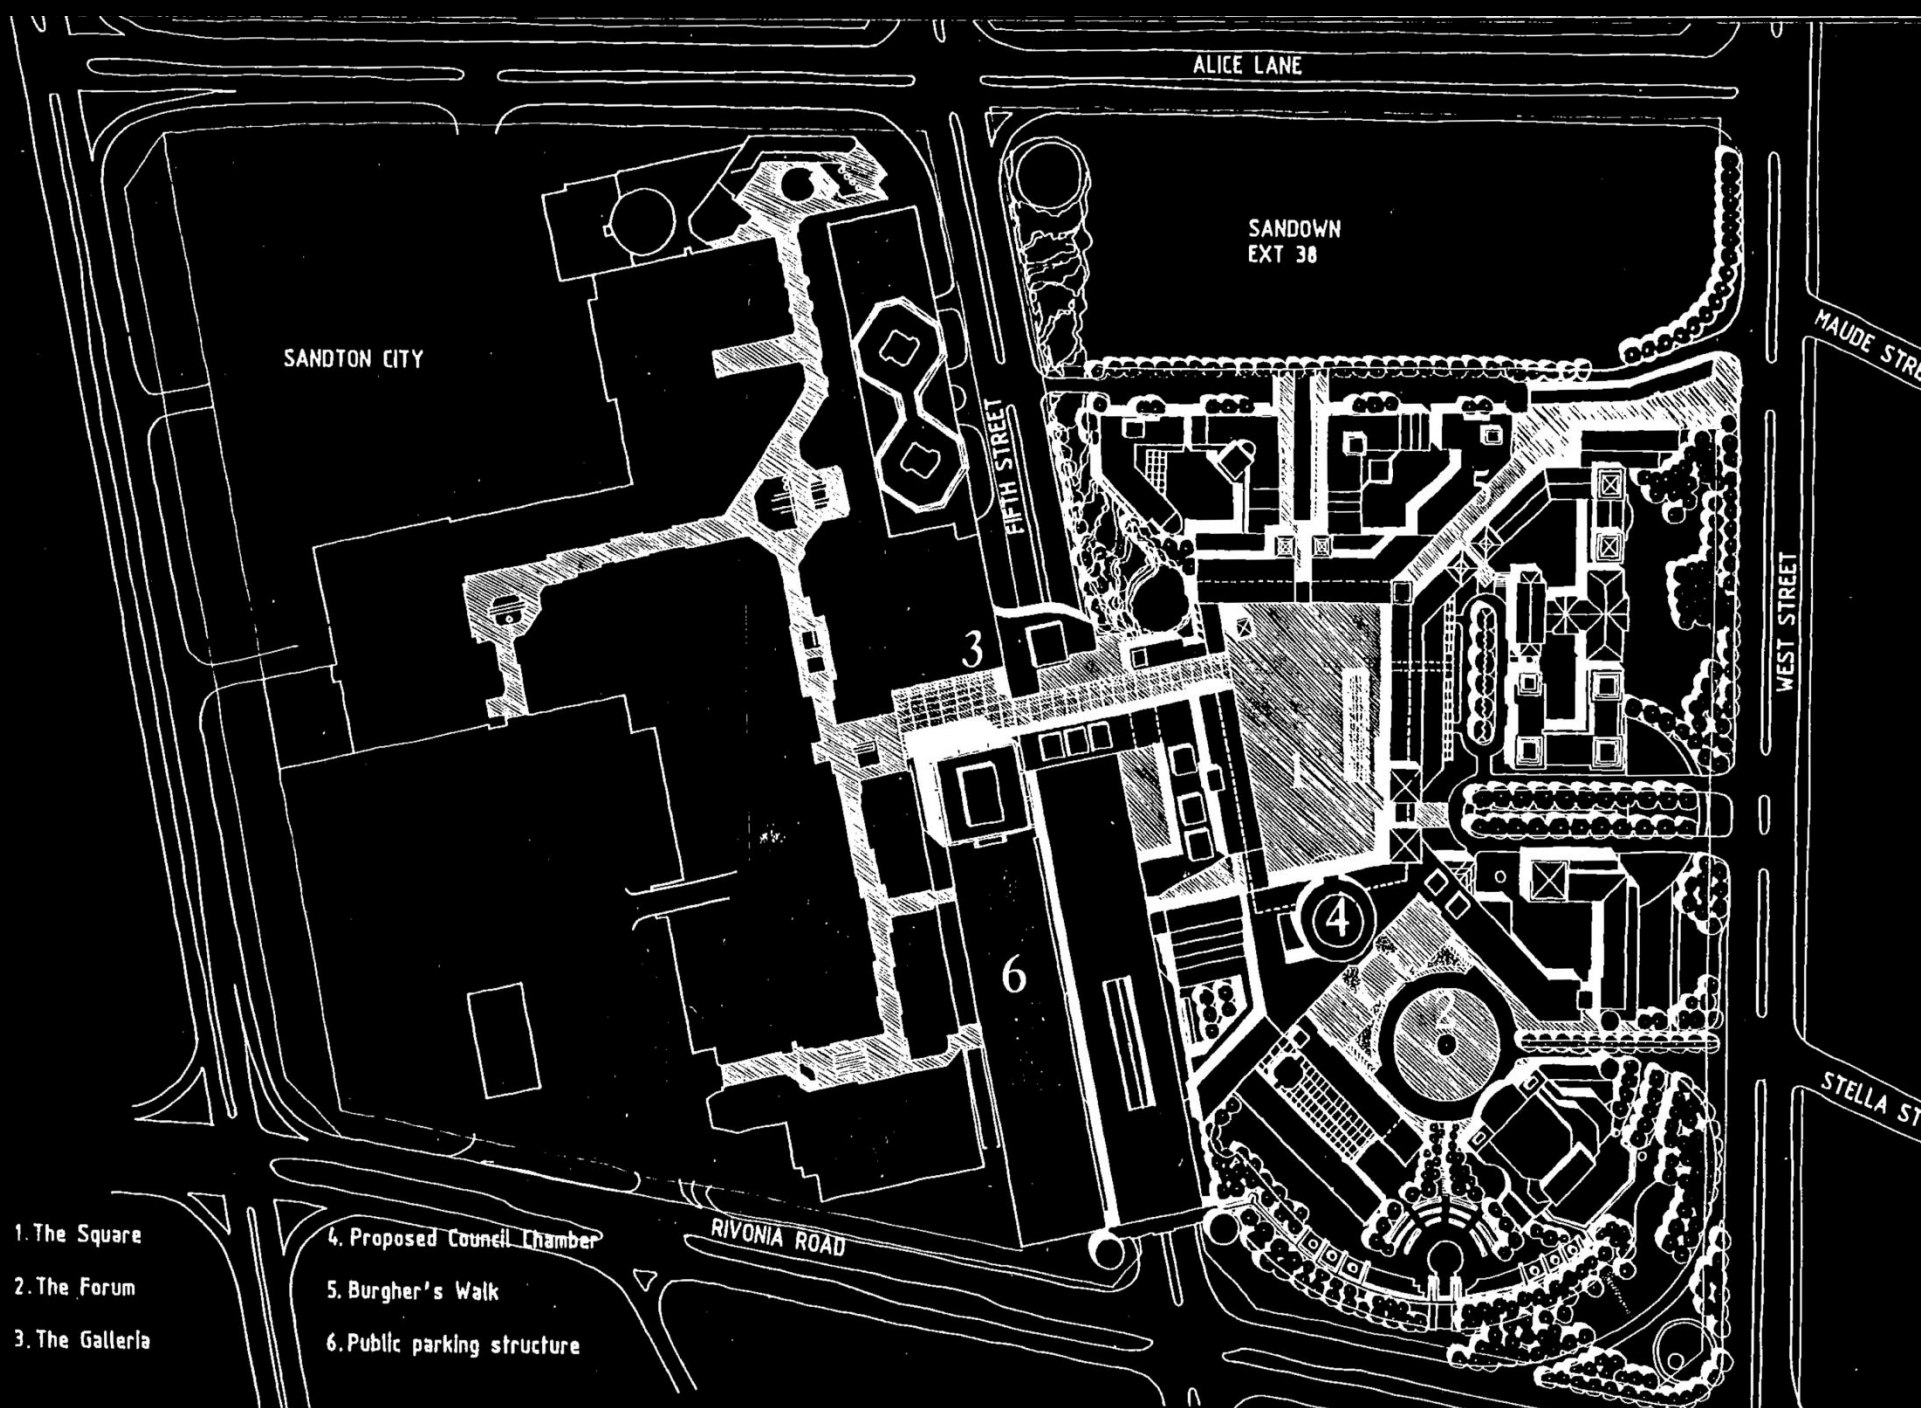 ALICE LANE
SANDOWN
EXT 38
MAUDE STRE
SANDTON CITY
FIFTH STREET
WEST STREET
3
1
4
6
2
STELLA ST
RIVONIA ROAD
1. The Square
2. The Forum
3. The Galleria
4. Proposed Council Chamber
5. Burgher's Walk
6. Public parking structure